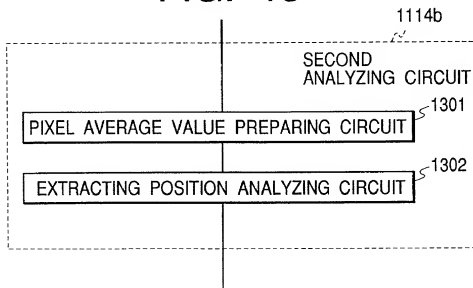 1114b
SECOND
ANALYZING CIRCUIT
1301
PIXEL AVERAGE VALUE PREPARING CIRCUIT
1302
EXTRACTING POSITION ANALYZING CIRCUIT